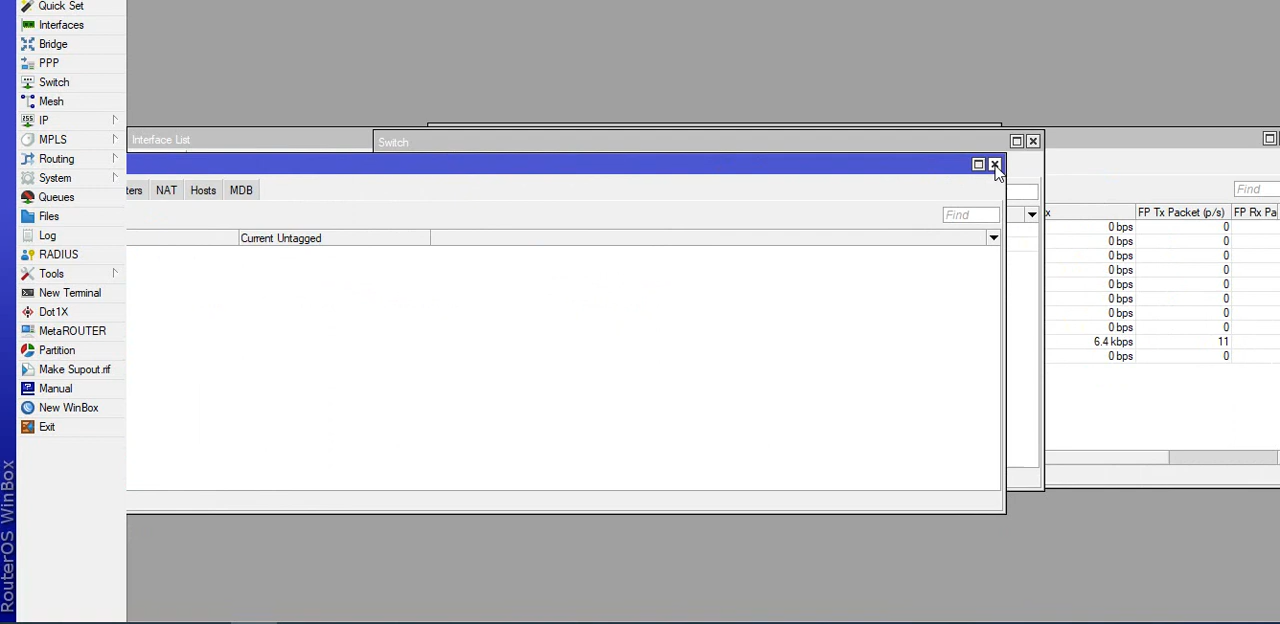 Quick Set
Interfaces
Bridge
PPP
Switch
Mesh
IP
MPLS
Routing
System
Queues
Files
Log
RADIUS
Tools
New Terminal
Dot1X
MetaROUTER
Partition
Make Supout.rif
Manual
New WinBox
Exit
RouterOS WinBox
Interface List
Switch
ters NAT Hosts MDB
Find
Current Untagged
Find
x FP Tx Packet (p/s) FP Rx Pa
0 bps 0
0 bps 0
0 bps 0
0 bps 0
0 bps 0
0 bps 0
0 bps 0
0 bps 0
6.4 kbps 11
0 bps 0